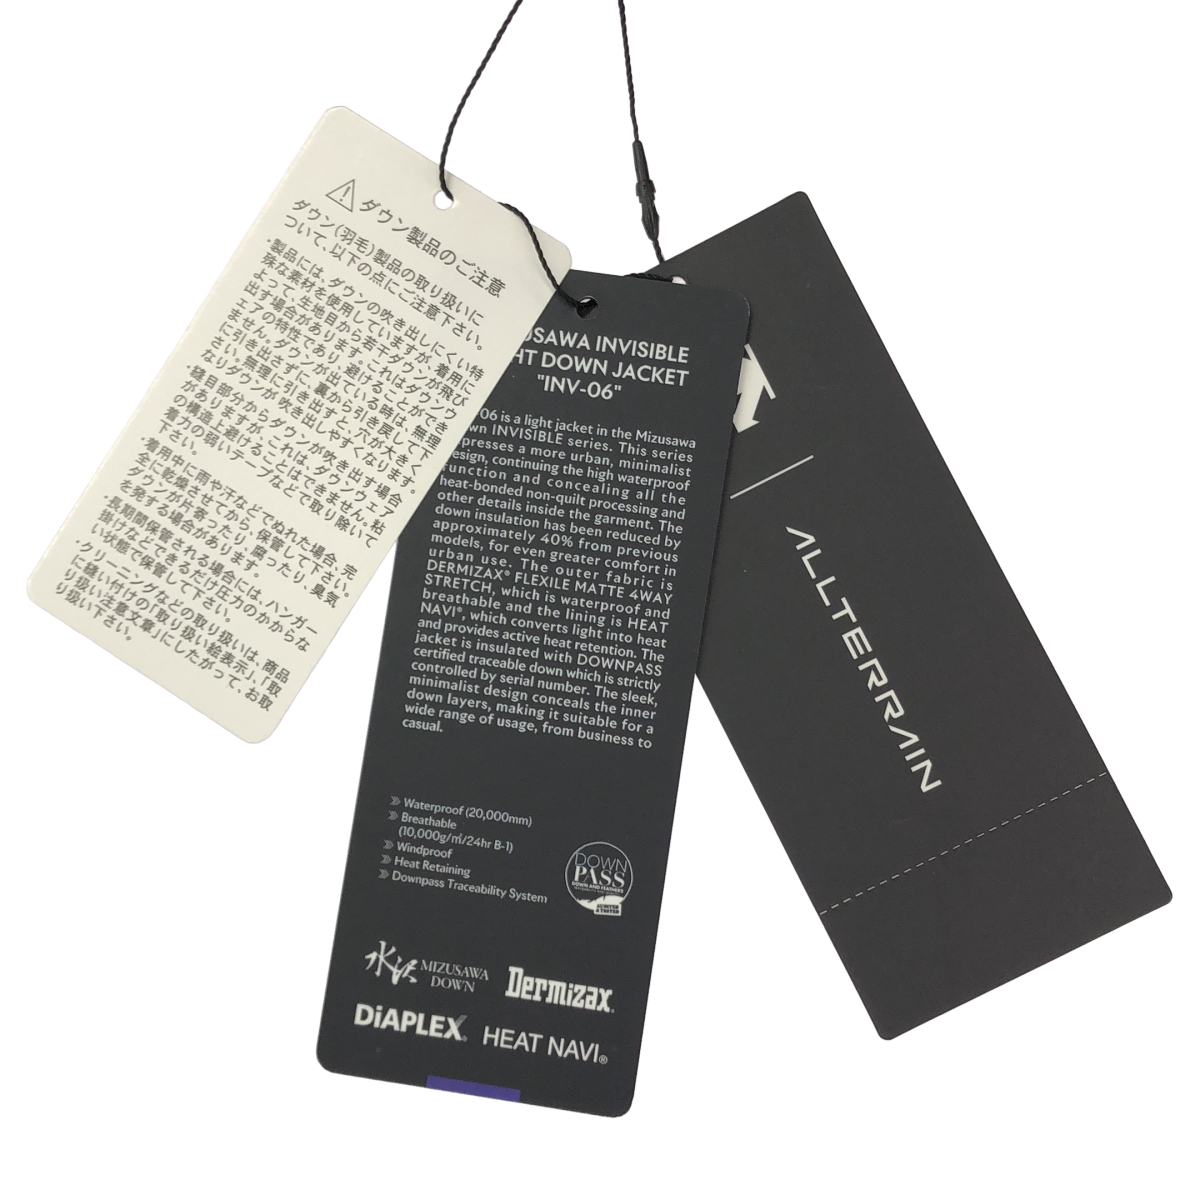 ダウン製品のご注意
ダウン(羽毛)製品の取り扱いに
ついて、以下の点にご注意下さい。
・製品には、ダウンの吹き出しにくい特
殊な素材を使用していますが、着用に
よって、生地目から若干ダウンが飛び
出す場合があります。これはダウンウ
ェアの特性であり、避けることができ
ません。ダウンが出ている時は、無理
に引き出さずに、裏から引き戻して下
さい。無理に引き出すと、穴が大きく
なりダウンが吹き出しやすくなります。
・縫目部分からダウンが吹き出す場合
がありますが、これは、ダウンウェア
の構造上避けることはできません。粘
着力の弱いテープなどで取り除いて
下さい。
・着用中に雨や汗などでぬれた場合、完
全に乾燥させてから、保管して下さい。
ダウンが片寄ったり、腐ったり、臭気
を発する場合があります。
・長期間保管される場合には、ハンガー
掛けなどできるだけ圧力のかからな
い状態で保管して下さい。
・クリーニングなどの取り扱いは、商品
に縫い付けの「取り扱い絵表示」、「取
り扱い注意文章」にしたがって、お取
り扱い下さい。
USAWA INVISIBLE
HT DOWN JACKET
"INV-06"
06 is a light jacket in the Mizusawa
wn INVISIBLE series. This series
presses a more urban, minimalist
esign, continuing the high waterproof
function and concealing all the
heat-bonded non-quilt processing and
other details inside the garment. The
down insulation has been reduced by
approximately 40% from previous
models, for even greater comfort in
urban use. The outer fabric is
DERMIZAX® FLEXILE MATTE 4WAY
STRETCH, which is waterproof and
breathable and the lining is HEAT
NAVI®, which converts light into heat
and provides active heat retention. The
jacket is insulated with DOWNPASS
certified traceable down which is strictly
controlled by serial number. The sleek,
minimalist design conceals the inner
down layers, making it suitable for a
wide range of usage, from business to
casual.
Waterproof (20,000mm)
Breathable
(10,000g/㎡/24hr B-1)
Windproof
Heat Retaining
Downpass Traceability System
DOWN
PASS
DOWN AND FEATHERS
AUDITED
& TESTED
水沢 MIZUSAWA
DOWN
Dermizax®
DiAPLEX®
HEAT NAVI®
ALLTERRAIN